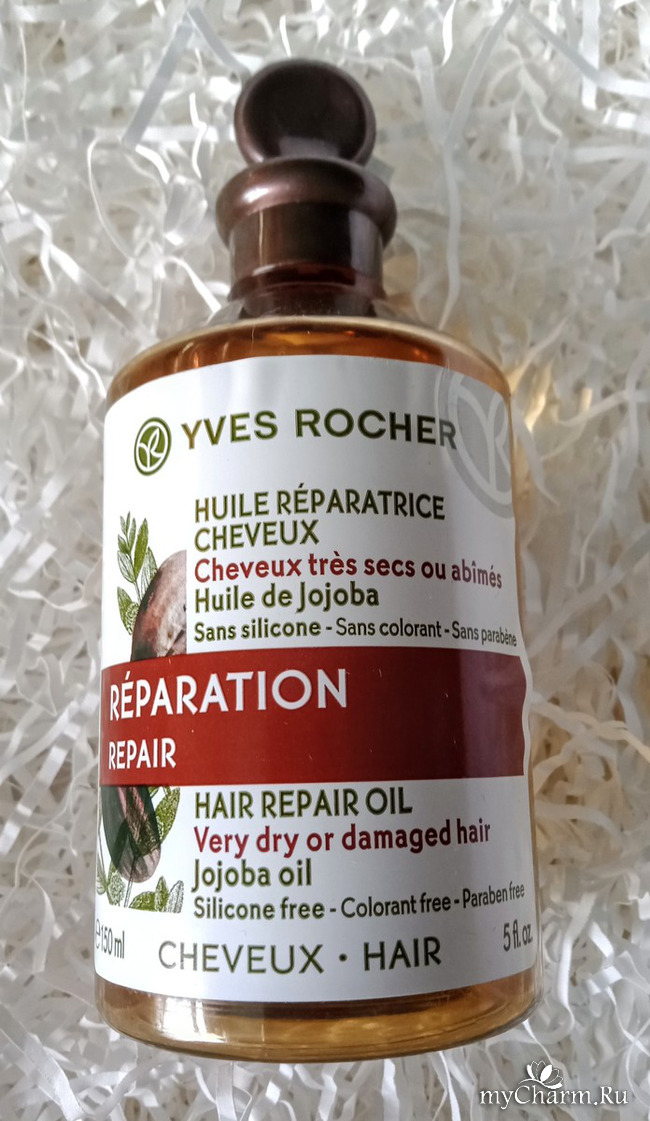 YVES ROCHER
HUILE RÉPARATRICE
CHEVEUX
Cheveux très secs ou abîmés
Huile de Jojoba
Sans silicone - Sans colorant - Sans parabène
RÉPARATION
REPAIR
HAIR REPAIR OIL
Very dry or damaged hair
Jojoba oil
Silicone free - Colorant free - Paraben free
℮150 ml 5 fl. oz.
CHEVEUX • HAIR
myCharm.Ru